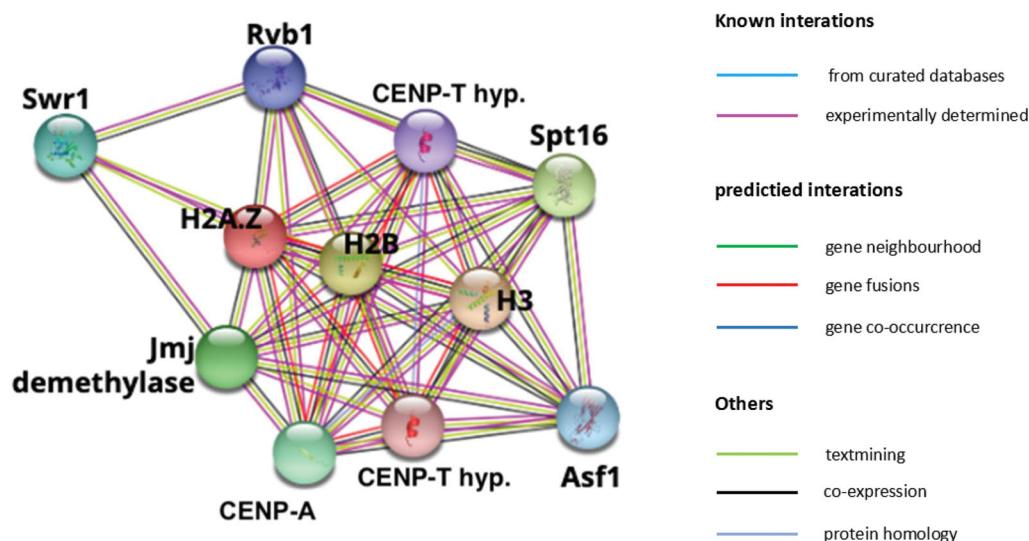 Rvb1
Swr1
CENP-T hyp.
Spt16
H2A.Z
H2B
H3
Jmj
demethylase
CENP-T hyp.
Asf1
CENP-A
Known interations
from curated databases
experimentally determined
predictied interations
gene neighbourhood
gene fusions
gene co-occurcrence
Others
textmining
co-expression
protein homology